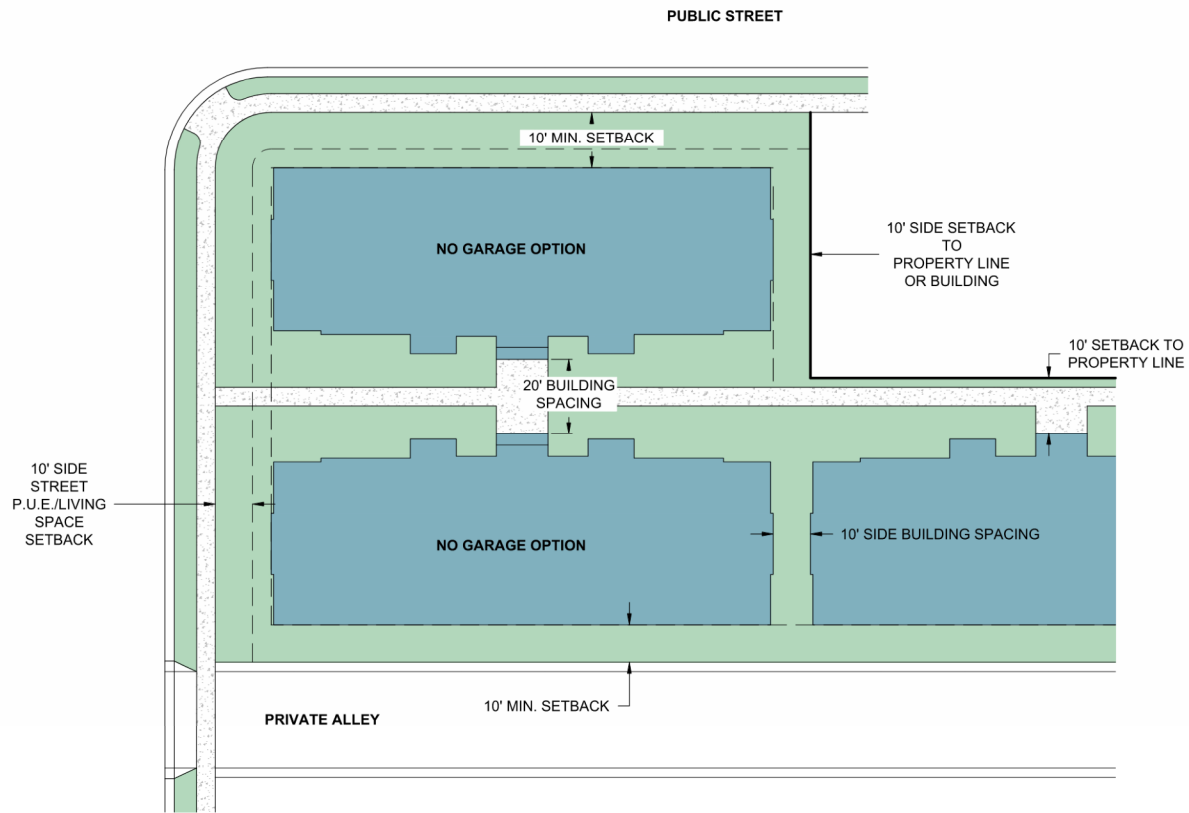 PUBLIC STREET
10' MIN. SETBACK
NO GARAGE OPTION
10' SIDE SETBACK
TO
PROPERTY LINE
OR BUILDING
10' SETBACK TO
PROPERTY LINE
20' BUILDING
SPACING
10' SIDE
STREET
P.U.E./LIVING
SPACE
SETBACK
NO GARAGE OPTION
10' SIDE BUILDING SPACING
10' MIN. SETBACK
PRIVATE ALLEY